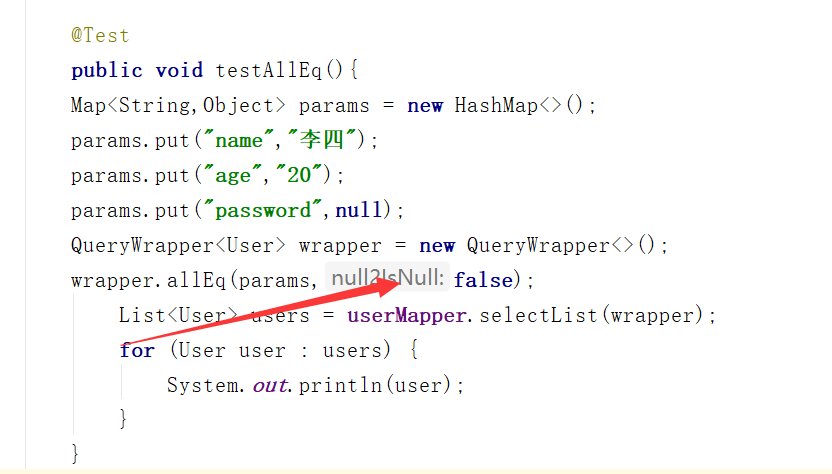 @Test
public void testAllEq(){
Map<String,Object> params = new HashMap<>();
params.put("name","李四");
params.put("age","20");
params.put("password",null);
QueryWrapper<User> wrapper = new QueryWrapper<>();
wrapper.allEq(params, null2IsNull: false);
List<User> users = userMapper.selectList(wrapper);
for (User user : users) {
System.out.println(user);
}
}